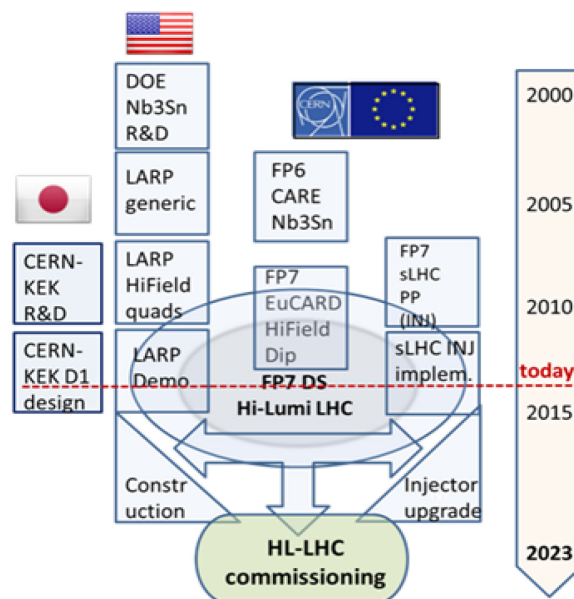 DOE
Nb3Sn
R&D
CERN
2000
LARP
generic
FP6
CARE
Nb3Sn
2005
CERN-
KEK
R&D
LARP
HiField
quads
FP7
EuCARD
HiField
Dip
FP7
sLHC
PP
(INJ)
2010
CERN-
KEK D1
design
LARP
Demo
FP7 DS
Hi-Lumi LHC
sLHC INJ
implem.
today
2015
Constr
uction
Injector
upgrade
HL-LHC
commissioning
2023